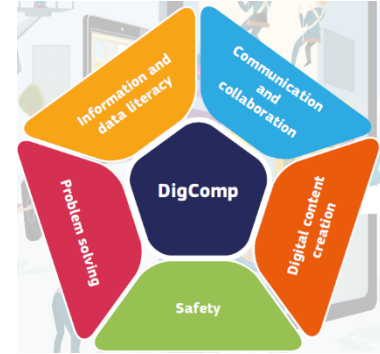 Information and
data literacy
Communication
and
collaboration
DigComp
Problem solving
Digital content
creation
Safety